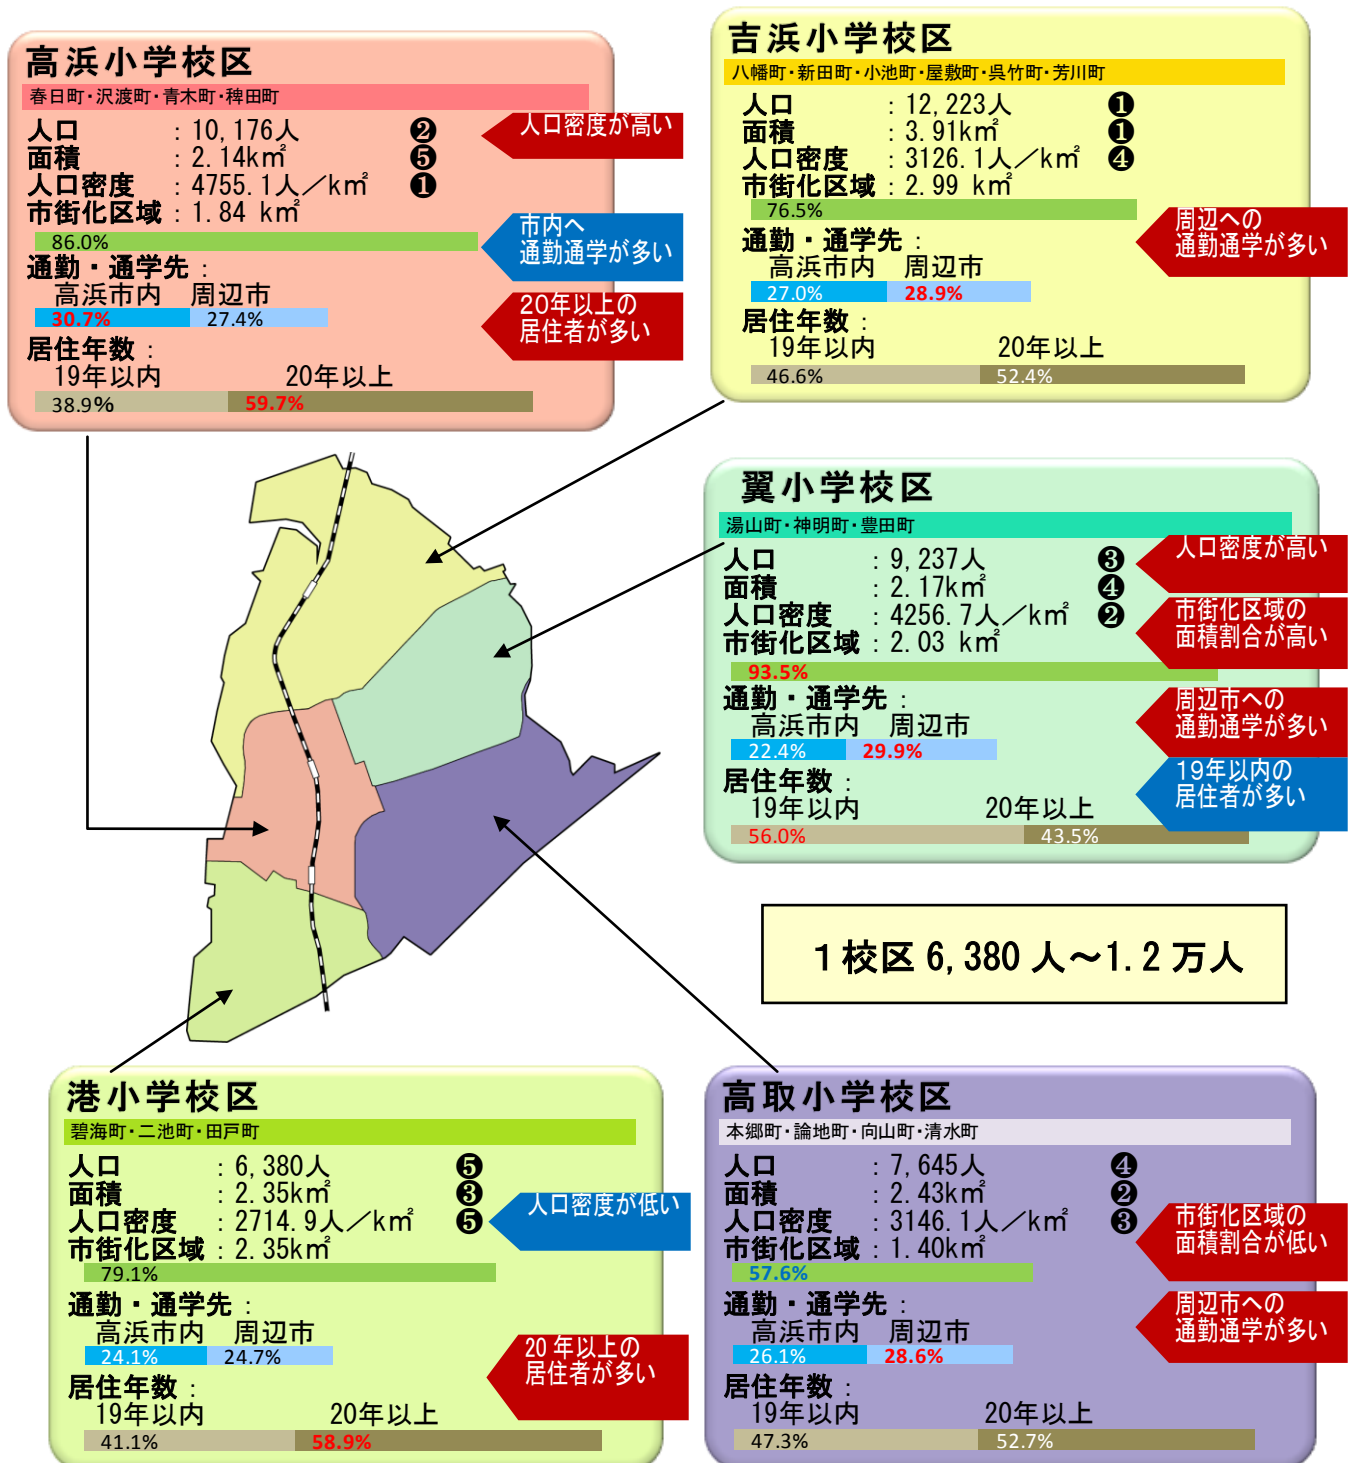 高浜小学校区
春日町・沢渡町・青木町・稗田町
人口 : 10,176人 ❷
面積 : 2.14k㎡ ❺
人口密度 : 4755.1人／k㎡ ❶
市街化区域 : 1.84 k㎡
86.0%
通勤・通学先 :
高浜市内 周辺市
30.7% 27.4%
居住年数 :
19年以内 20年以上
38.9% 59.7%
人口密度が高い
市内へ
通勤通学が多い
20年以上の
居住者が多い
吉浜小学校区
八幡町・新田町・小池町・屋敷町・呉竹町・芳川町
人口 : 12,223人 ❶
面積 : 3.91k㎡ ❶
人口密度 : 3126.1人／k㎡ ❹
市街化区域 : 2.99 k㎡
76.5%
通勤・通学先 :
高浜市内 周辺市
27.0% 28.9%
居住年数 :
19年以内 20年以上
46.6% 52.4%
周辺への
通勤通学が多い
翼小学校区
湯山町・神明町・豊田町
人口 : 9,237人 ❸
面積 : 2.17k㎡ ❹
人口密度 : 4256.7人／k㎡ ❷
市街化区域 : 2.03 k㎡
93.5%
通勤・通学先 :
高浜市内 周辺市
22.4% 29.9%
居住年数 :
19年以内 20年以上
56.0% 43.5%
人口密度が高い
市街化区域の
面積割合が高い
周辺市への
通勤通学が多い
19年以内の
居住者が多い
１校区 6,380 人～1.2 万人
港小学校区
碧海町・二池町・田戸町
人口 : 6,380人 ❺
面積 : 2.35k㎡ ❸
人口密度 : 2714.9人／k㎡ ❺
市街化区域 : 2.35k㎡
79.1%
通勤・通学先 :
高浜市内 周辺市
24.1% 24.7%
居住年数 :
19年以内 20年以上
41.1% 58.9%
人口密度が低い
20 年以上の
居住者が多い
高取小学校区
本郷町・論地町・向山町・清水町
人口 : 7,645人 ❹
面積 : 2.43k㎡ ❷
人口密度 : 3146.1人／k㎡ ❸
市街化区域 : 1.40k㎡
57.6%
通勤・通学先 :
高浜市内 周辺市
26.1% 28.6%
居住年数 :
19年以内 20年以上
47.3% 52.7%
市街化区域の
面積割合が低い
周辺市への
通勤通学が多い